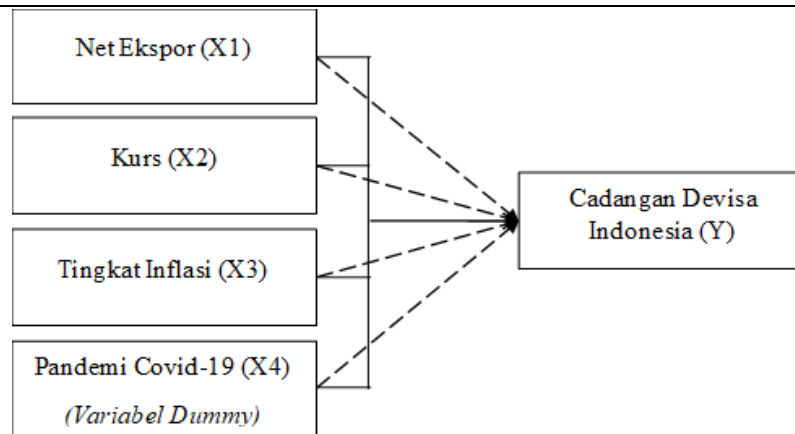 Net Ekspor (X1)
Kurs (X2)
Tingkat Inflasi (X3)
Pandemi Covid-19 (X4)
(Variabel Dummy)
Cadangan Devisa
Indonesia (Y)